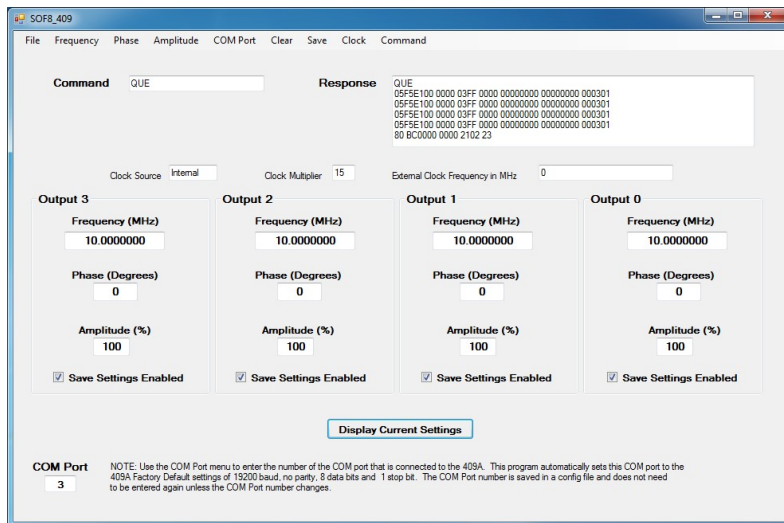 SOF8_409
File Frequency Phase Amplitude COM Port Clear Save Clock Command
Command QUE Response QUE
05F5E100 0000 03FF 0000 00000000 00000000 000301
05F5E100 0000 03FF 0000 00000000 00000000 000301
05F5E100 0000 03FF 0000 00000000 00000000 000301
05F5E100 0000 03FF 0000 00000000 00000000 000301
80 BC0000 0000 2102 23
Clock Source Internal Clock Multiplier 15 External Clock Frequency in MHz 0
Output 3 Output 2 Output 1 Output 0
Frequency (MHz) Frequency (MHz) Frequency (MHz) Frequency (MHz)
10.0000000 10.0000000 10.0000000 10.0000000
Phase (Degrees) Phase (Degrees) Phase (Degrees) Phase (Degrees)
0 0 0 0
Amplitude (%) Amplitude (%) Amplitude (%) Amplitude (%)
100 100 100 100
Save Settings Enabled Save Settings Enabled Save Settings Enabled Save Settings Enabled
Display Current Settings
COM Port
3
NOTE: Use the COM Port menu to enter the number of the COM port that is connected to the 409A. This program automatically sets this COM port to the
409A Factory Default settings of 19200 baud, no parity, 8 data bits and 1 stop bit. The COM Port number is saved in a config file and does not need
to be entered again unless the COM Port number changes.